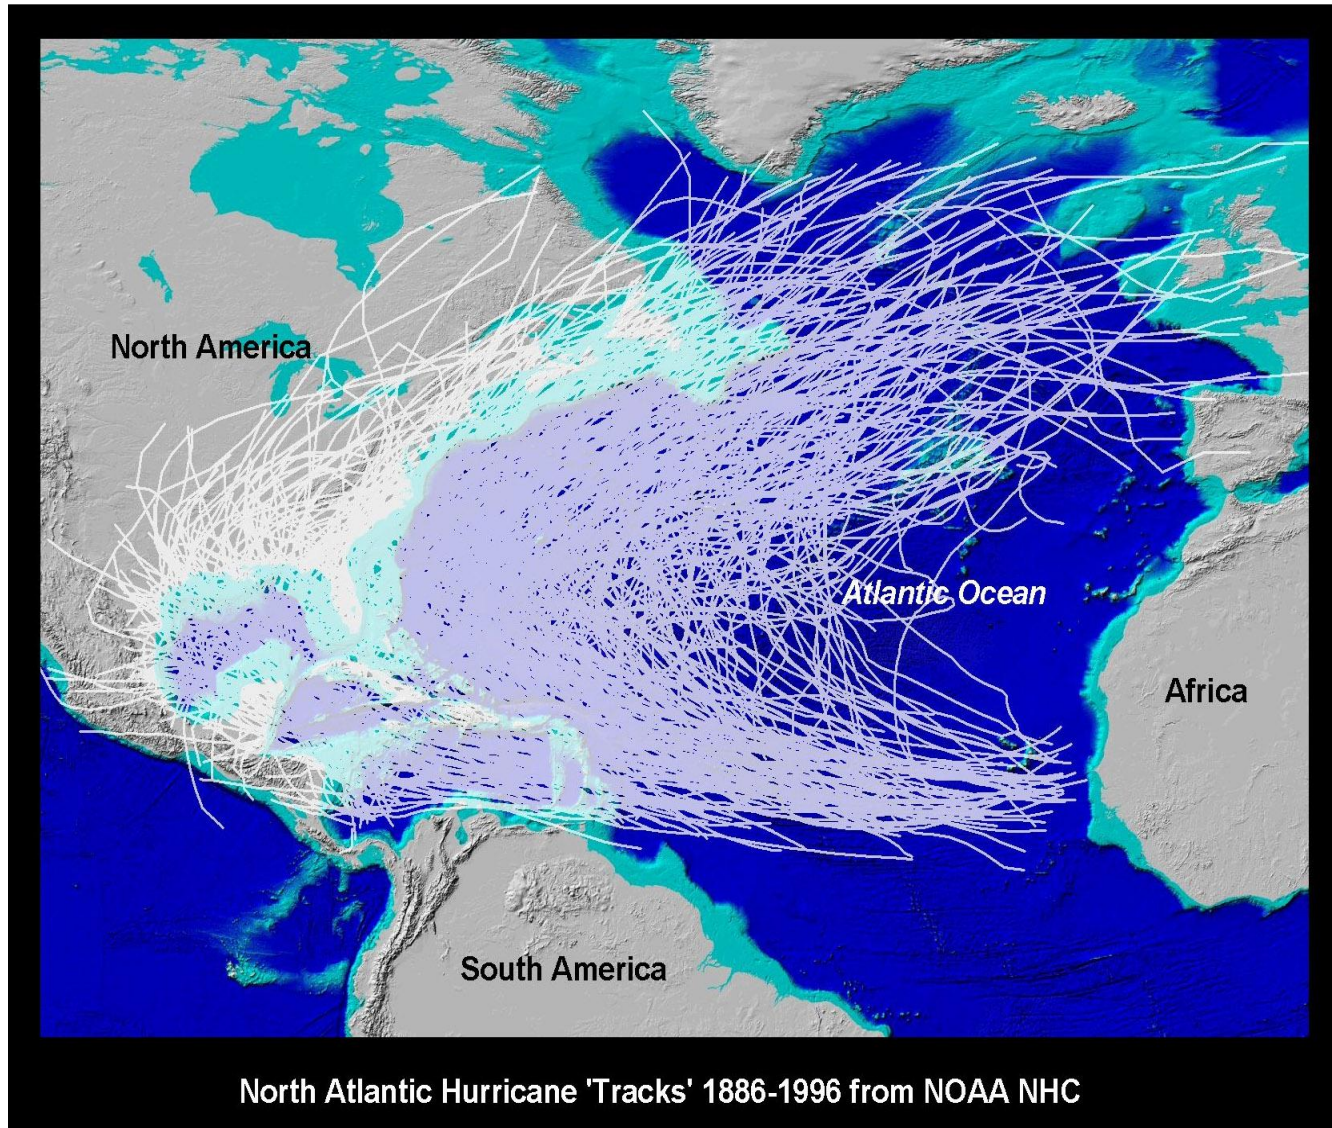 North America
Atlantic Ocean
Africa
South America
North Atlantic Hurricane 'Tracks' 1886-1996 from NOAA NHC